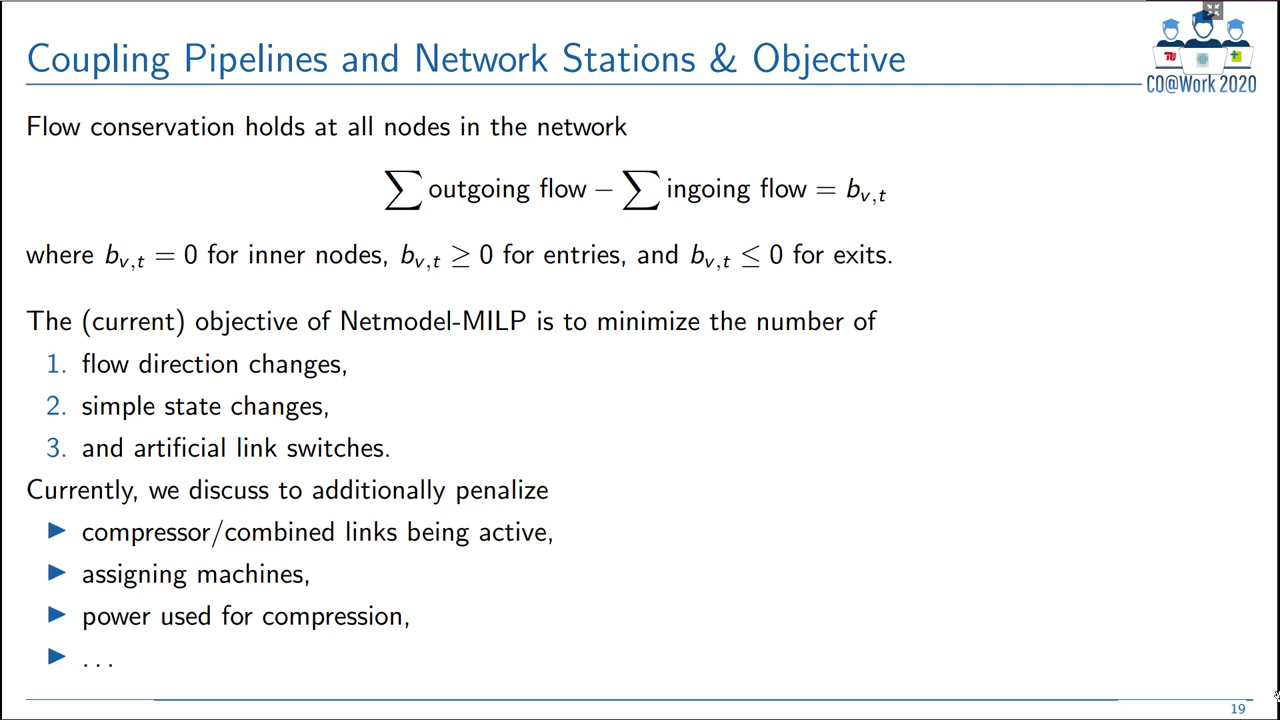 Coupling Pipelines and Network Stations & Objective
CO@Work 2020
Flow conservation holds at all nodes in the network
∑ outgoing flow − ∑ ingoing flow = b_{v,t}
where b_{v,t} = 0 for inner nodes, b_{v,t} ≥ 0 for entries, and b_{v,t} ≤ 0 for exits.
The (current) objective of Netmodel-MILP is to minimize the number of
1. flow direction changes,
2. simple state changes,
3. and artificial link switches.
Currently, we discuss to additionally penalize
▶ compressor/combined links being active,
▶ assigning machines,
▶ power used for compression,
▶ ...
19